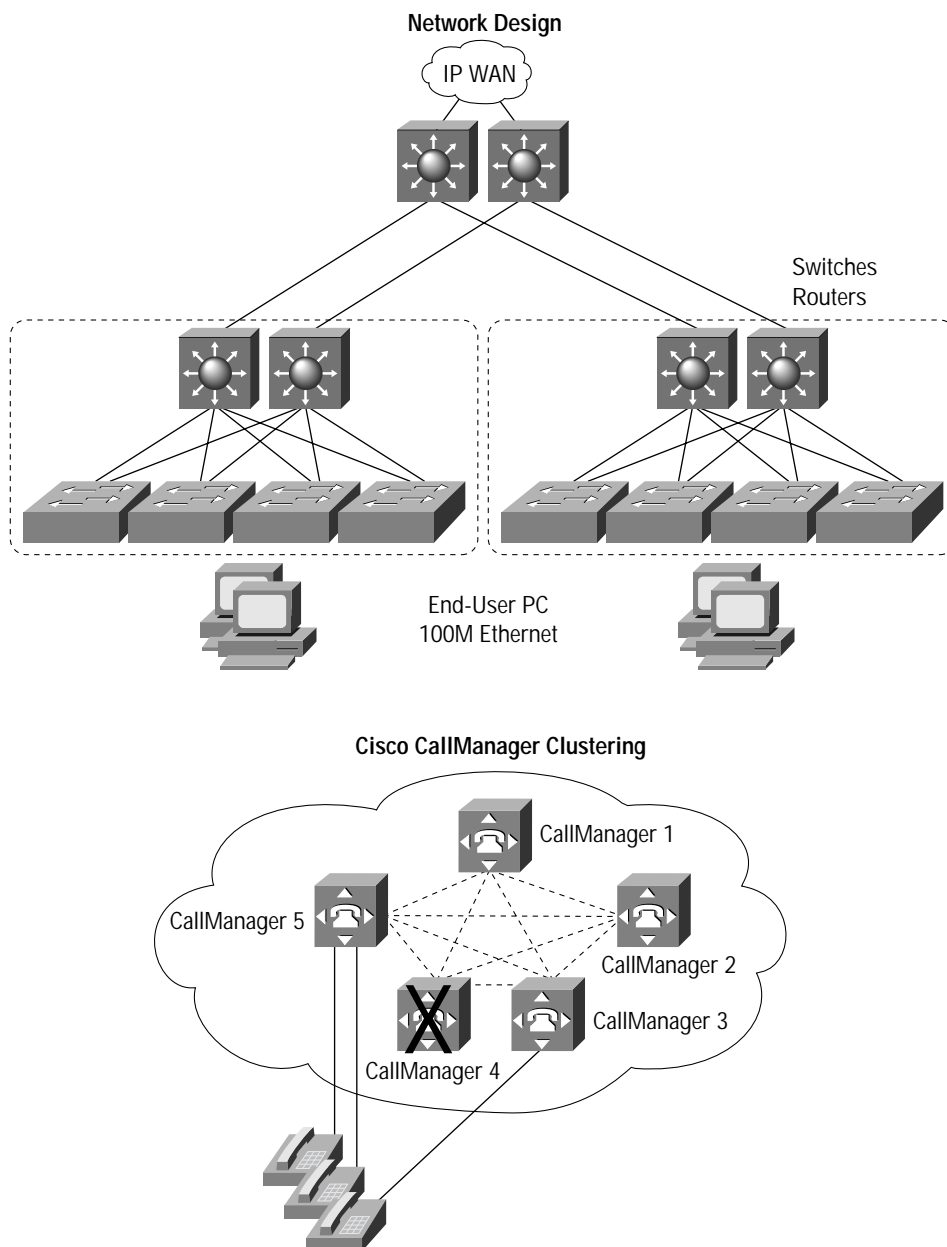 Network Design
IP WAN
Switches
Routers
End-User PC
100M Ethernet
Cisco CallManager Clustering
CallManager 1
CallManager 5
CallManager 2
CallManager 3
CallManager 4